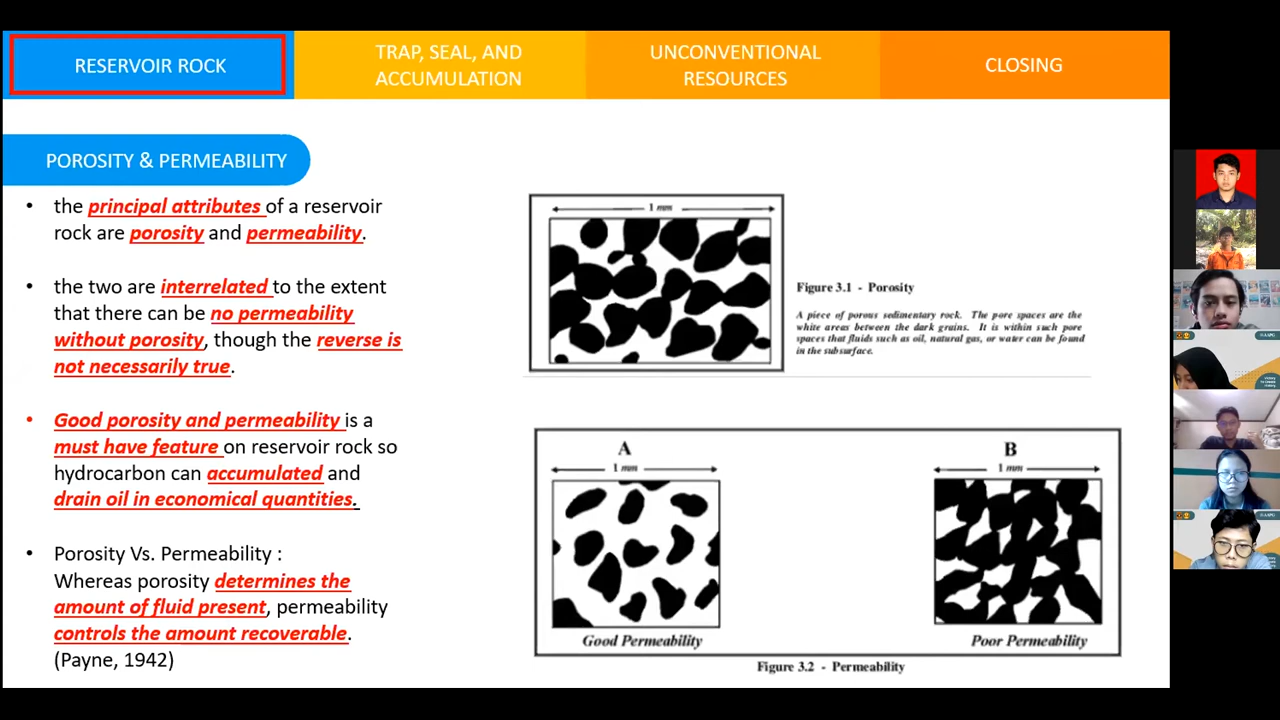 RESERVOIR ROCK
TRAP, SEAL, AND
ACCUMULATION
UNCONVENTIONAL
RESOURCES
CLOSING
POROSITY & PERMEABILITY
• the principal attributes of a reservoir
rock are porosity and permeability.
• the two are interrelated to the extent
that there can be no permeability
without porosity, though the reverse is
not necessarily true.
• Good porosity and permeability is a
must have feature on reservoir rock so
hydrocarbon can accumulated and
drain oil in economical quantities.
• Porosity Vs. Permeability :
Whereas porosity determines the
amount of fluid present, permeability
controls the amount recoverable.
(Payne, 1942)
1 mm
Figure 3.1 - Porosity
A piece of porous sedimentary rock. The pore spaces are the
white areas between the dark grains. It is within such pore
spaces that fluids such as oil, natural gas, or water can be found
in the subsurface.
A
1 mm
Good Permeability
B
1 mm
Poor Permeability
Figure 3.2 - Permeability